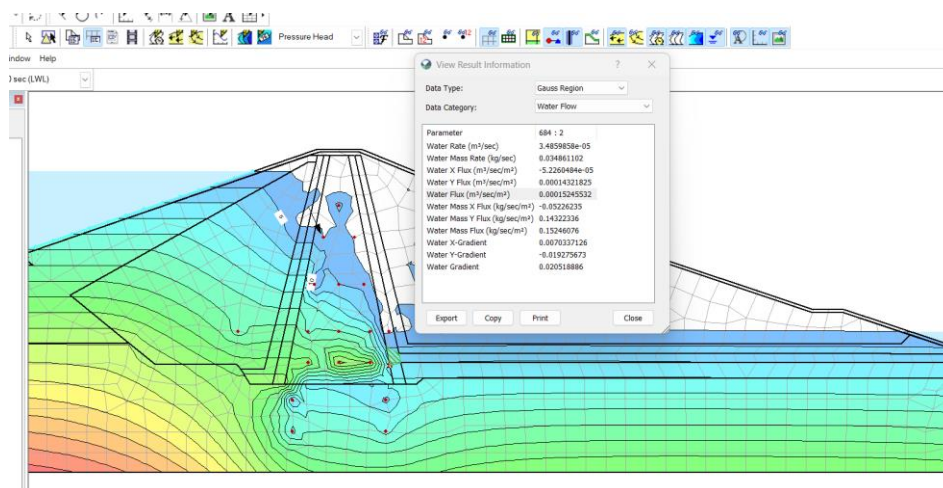 Pressure Head
indow Help
0 sec (LWL)
View Result Information ? ×
Data Type: Gauss Region
Data Category: Water Flow
Parameter 684 : 2
Water Rate (m³/sec) 3.4859858e-05
Water Mass Rate (kg/sec) 0.034861102
Water X Flux (m³/sec/m²) -5.2260484e-05
Water Y Flux (m³/sec/m²) 0.00014321825
Water Flux (m³/sec/m²) 0.00015245532
Water Mass X Flux (kg/sec/m²) -0.05226235
Water Mass Y Flux (kg/sec/m²) 0.14322336
Water Mass Flux (kg/sec/m²) 0.15246076
Water X-Gradient 0.0070337126
Water Y-Gradient -0.019275673
Water Gradient 0.020518886
Export Copy Print Close
10